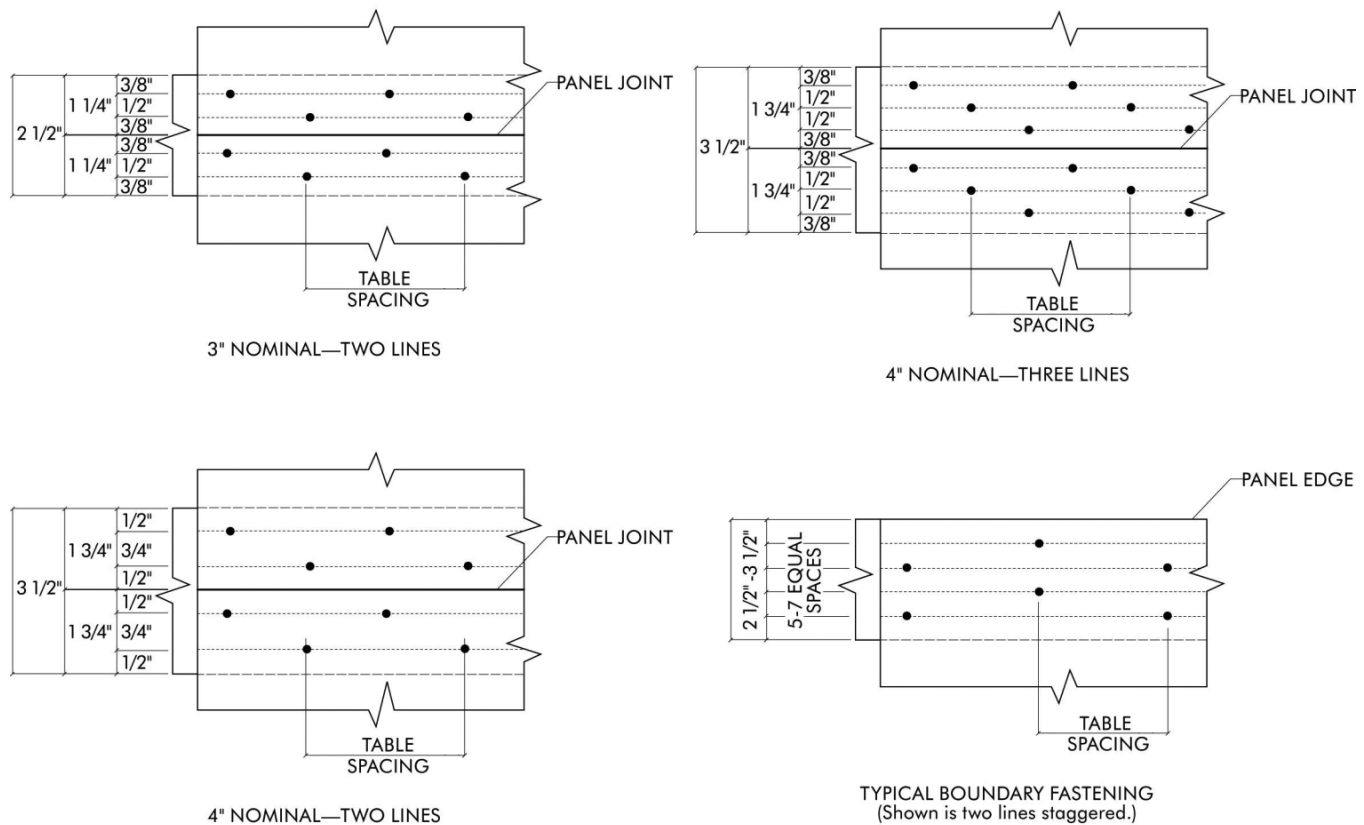 3/8"
1/2"
3/8"
3/8"
1/2"
3/8"
1 1/4"
1 1/4"
2 1/2"
PANEL JOINT
TABLE
SPACING
3" NOMINAL—TWO LINES
3/8"
1/2"
1/2"
3/8"
3/8"
1/2"
1/2"
3/8"
1 3/4"
1 3/4"
3 1/2"
PANEL JOINT
TABLE
SPACING
4" NOMINAL—THREE LINES
1/2"
3/4"
1/2"
1/2"
3/4"
1/2"
1 3/4"
1 3/4"
3 1/2"
PANEL JOINT
TABLE
SPACING
4" NOMINAL—TWO LINES
PANEL EDGE
2 1/2" -3 1/2"
5-7 EQUAL
SPACES
TABLE
SPACING
TYPICAL BOUNDARY FASTENING
(Shown is two lines staggered.)